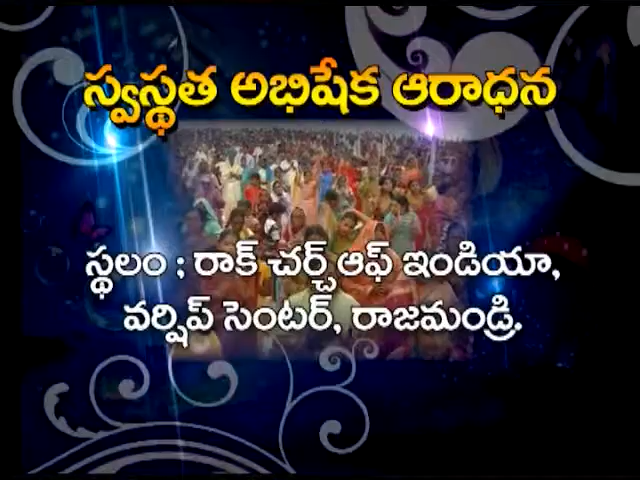 స్వస్థత అభిషేక ఆరాధన
స్థలం ; రాక్ చర్చ్ ఆఫ్ ఇండియా,
వర్షిప్ సెంటర్, రాజమండ్రి.